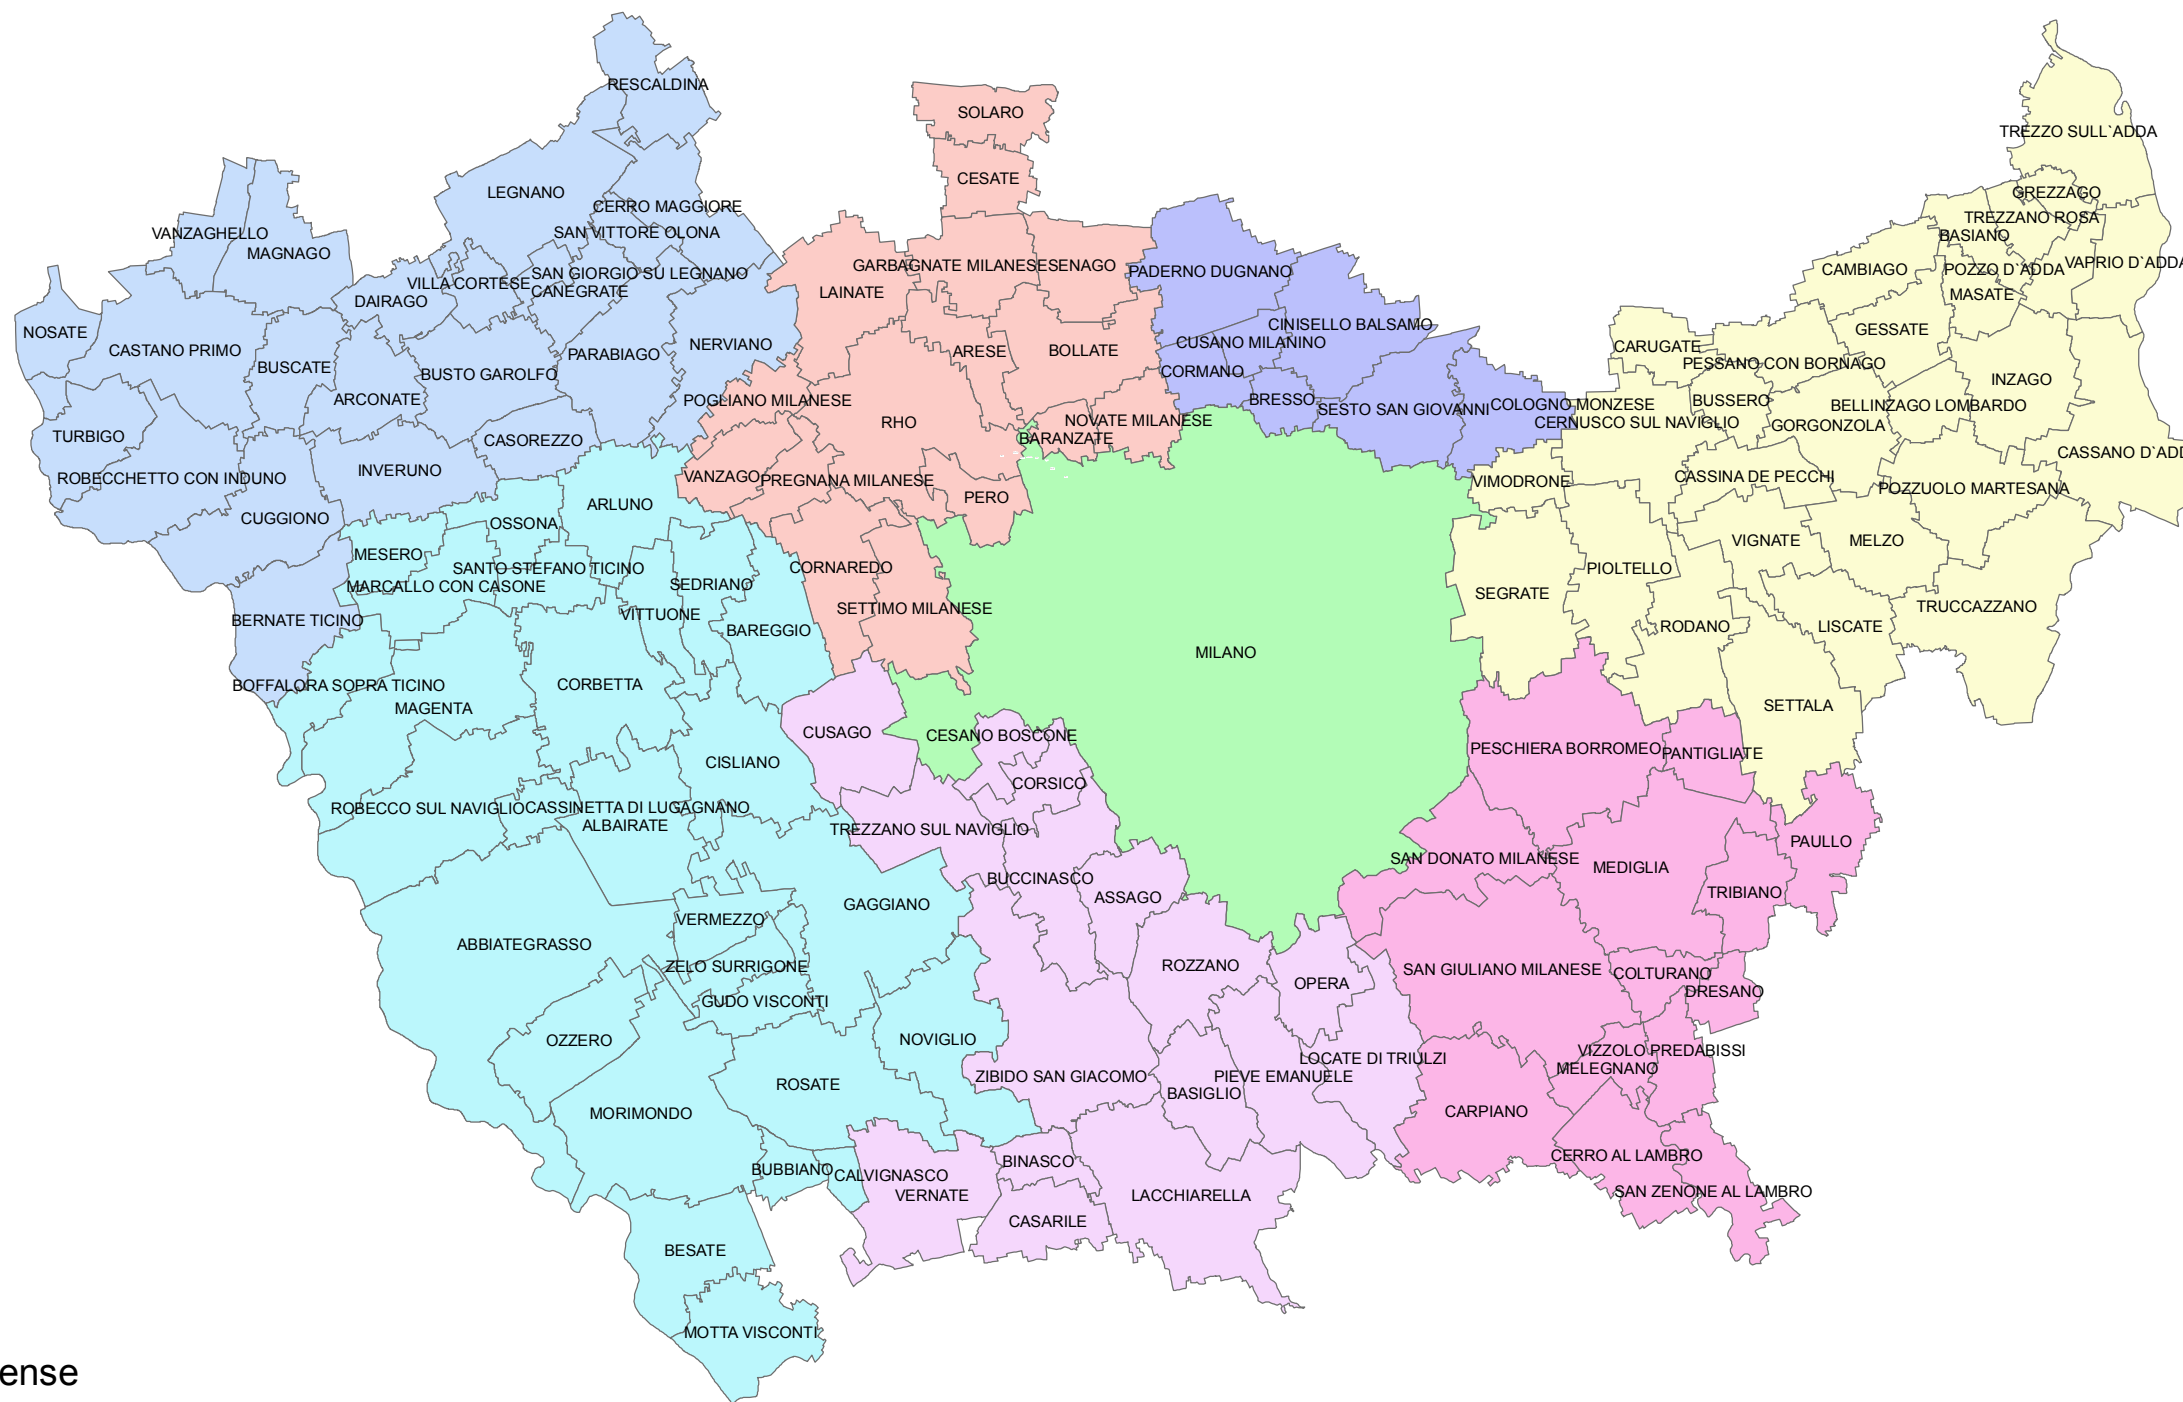 RESCALDINA
SOLARO
TREZZO SULL`ADDA
CESATE
LEGNANO
GREZZAGO
CERRO MAGGIORE
TREZZANO ROSA
VANZAGHELLO
SAN VITTORE OLONA
BASIANO
MAGNAGO
GARBAGNATE MILANESE
SENAGO
PADERNO DUGNANO
CAMBIAGO
POZZO D`ADDA
VAPRIO D`ADDA
SAN GIORGIO SU LEGNANO
VILLA CORTESE
CANEGRATE
DAIRAGO
LAINATE
MASATE
NOSATE
CINISELLO BALSAMO
GESSATE
CASTANO PRIMO
PARABIAGO
NERVIANO
ARESE
BOLLATE
CUSANO MILANINO
CARUGATE
BUSCATE
BUSTO GAROLFO
CORMANO
PESSANO CON BORNAGO
INZAGO
ARCONATE
POGLIANO MILANESE
BRESSO
SESTO SAN GIOVANNI
COLOGNO MONZESE
BUSSERO
BELLINZAGO LOMBARDO
TURBIGO
CASOREZZO
RHO
NOVATE MILANESE
CERNUSCO SUL NAVIGLIO
GORGONZOLA
BARANZATE
CASSANO D`ADD
ROBECCHETTO CON INDUNO
INVERUNO
VANZAGO
PREGNANA MILANESE
PERO
VIMODRONE
CASSINA DE PECCHI
POZZUOLO MARTESANA
CUGGIONO
OSSONA
ARLUNO
VIGNATE
MELZO
MESERO
SANTO STEFANO TICINO
CORNAREDO
PIOLTELLO
MARCALLO CON CASONE
SEDRIANO
SEGRATE
BERNATE TICINO
VITTUONE
BAREGGIO
SETTIMO MILANESE
MILANO
RODANO
LISCATE
TRUCCAZZANO
BOFFALORA SOPRA TICINO
MAGENTA
CORBETTA
SETTALA
CUSAGO
CESANO BOSCONE
PESCHIERA BORROMEO
PANTIGLIATE
CISLIANO
CORSICO
ROBECCO SUL NAVIGLIO
CASSINETTA DI LUGAGNANO
ALBAIRATE
TREZZANO SUL NAVIGLIO
PAULLO
SAN DONATO MILANESE
MEDIGLIA
BUCCINASCO
ASSAGO
TRIBIANO
VERMEZZO
GAGGIANO
ABBIATEGRASSO
ZELO SURRIGONE
ROZZANO
SAN GIULIANO MILANESE
COLTURANO
OPERA
DRESANO
GUDO VISCONTI
OZZERO
NOVIGLIO
VIZZOLO PREDABISSI
LOCATE DI TRIULZI
MELEGNANO
ZIBIDO SAN GIACOMO
PIEVE EMANUELE
ROSATE
BASIGLIO
MORIMONDO
CARPIANO
CERRO AL LAMBRO
BUBBIANO
CALVIGNASCO
BINASCO
VERNATE
LACCHIARELLA
SAN ZENONE AL LAMBRO
CASARILE
BESATE
MOTTA VISCONTI
ense